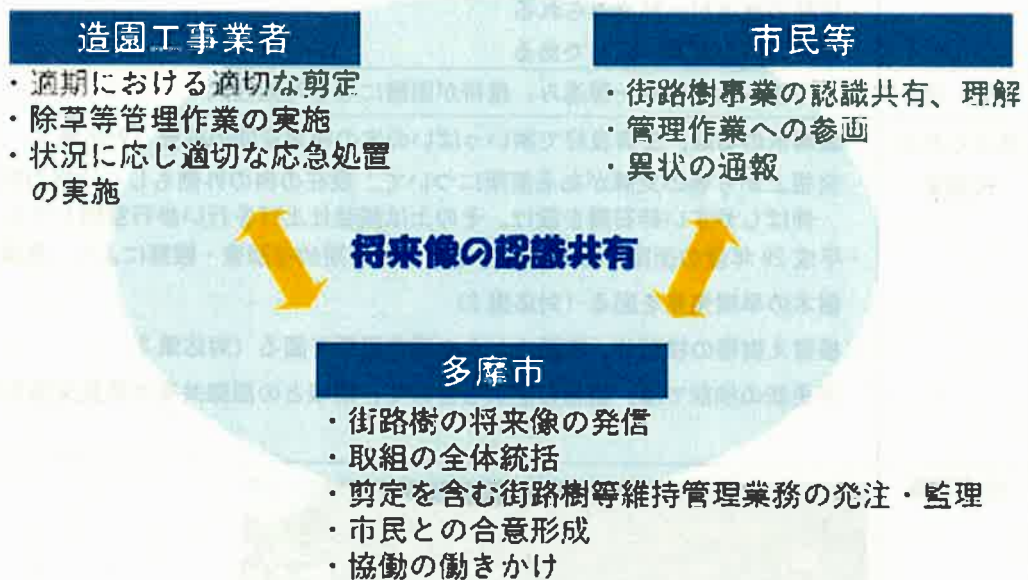 造園工事業者
・適期における適切な剪定
・除草等管理作業の実施
・状況に応じ適切な応急処置
の実施
市民等
・街路樹事業の認識共有、理解
・管理作業への参画
・異状の通報
将来像の認識共有
多摩市
・街路樹の将来像の発信
・取組の全体統括
・剪定を含む街路樹等維持管理業務の発注・監理
・市民との合意形成
・協働の働きかけ